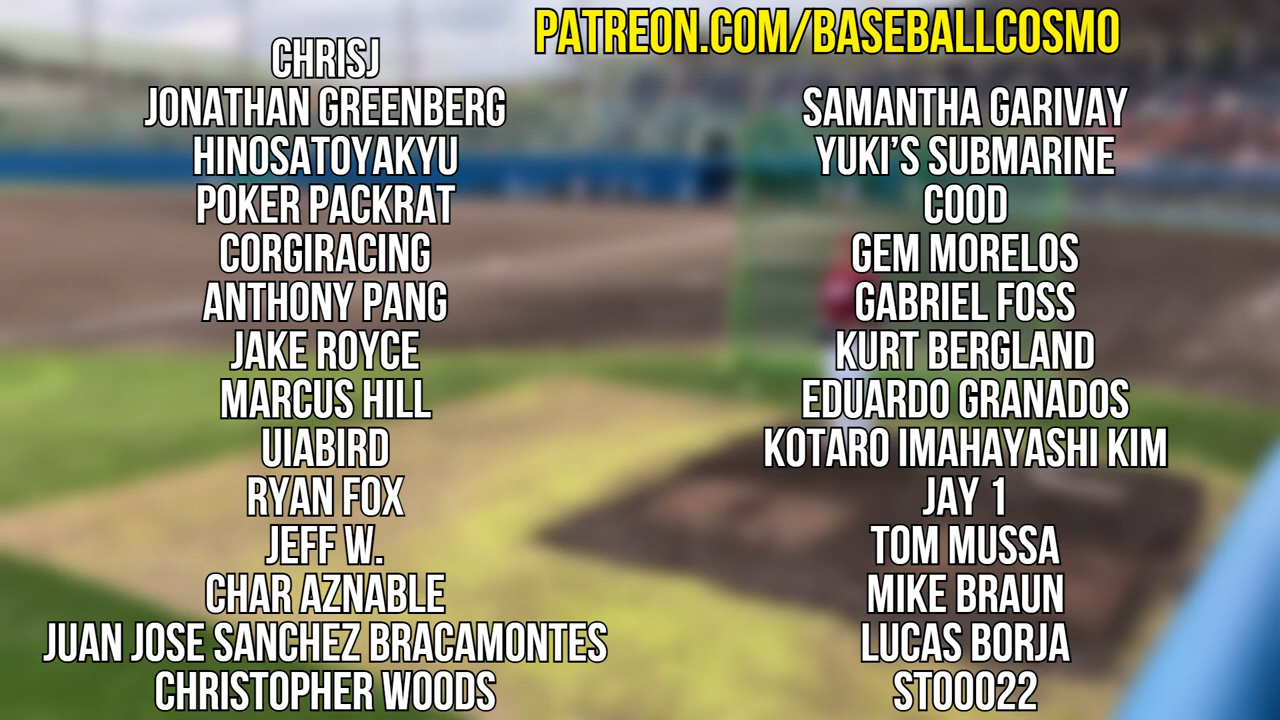 PATREON.COM/BASEBALLCOSMO
CHRISJ
JONATHAN GREENBERG
HINOSATOYAKYU
POKER PACKRAT
CORGIRACING
ANTHONY PANG
JAKE ROYCE
MARCUS HILL
UIABIRD
RYAN FOX
JEFF W.
CHAR AZNABLE
JUAN JOSE SANCHEZ BRACAMONTES
CHRISTOPHER WOODS
SAMANTHA GARIVAY
YUKI’S SUBMARINE
COOD
GEM MORELOS
GABRIEL FOSS
KURT BERGLAND
EDUARDO GRANADOS
KOTARO IMAHAYASHI KIM
JAY 1
TOM MUSSA
MIKE BRAUN
LUCAS BORJA
ST00022